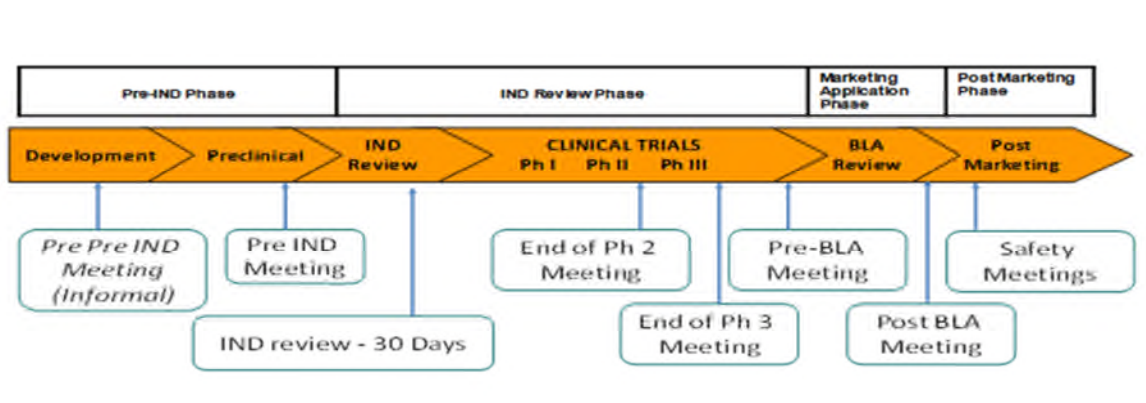 Pre-IND Phase
IND Review Phase
Marketing
Application
Phase
Post Marketing
Phase
Development
Preclinical
IND
Review
CLINICAL TRIALS
Ph I Ph II Ph III
BLA
Review
Post
Marketing
Pre Pre IND
Meeting
(Informal)
Pre IND
Meeting
IND review - 30 Days
End of Ph 2
Meeting
End of Ph 3
Meeting
Pre-BLA
Meeting
Post BLA
Meeting
Safety
Meetings